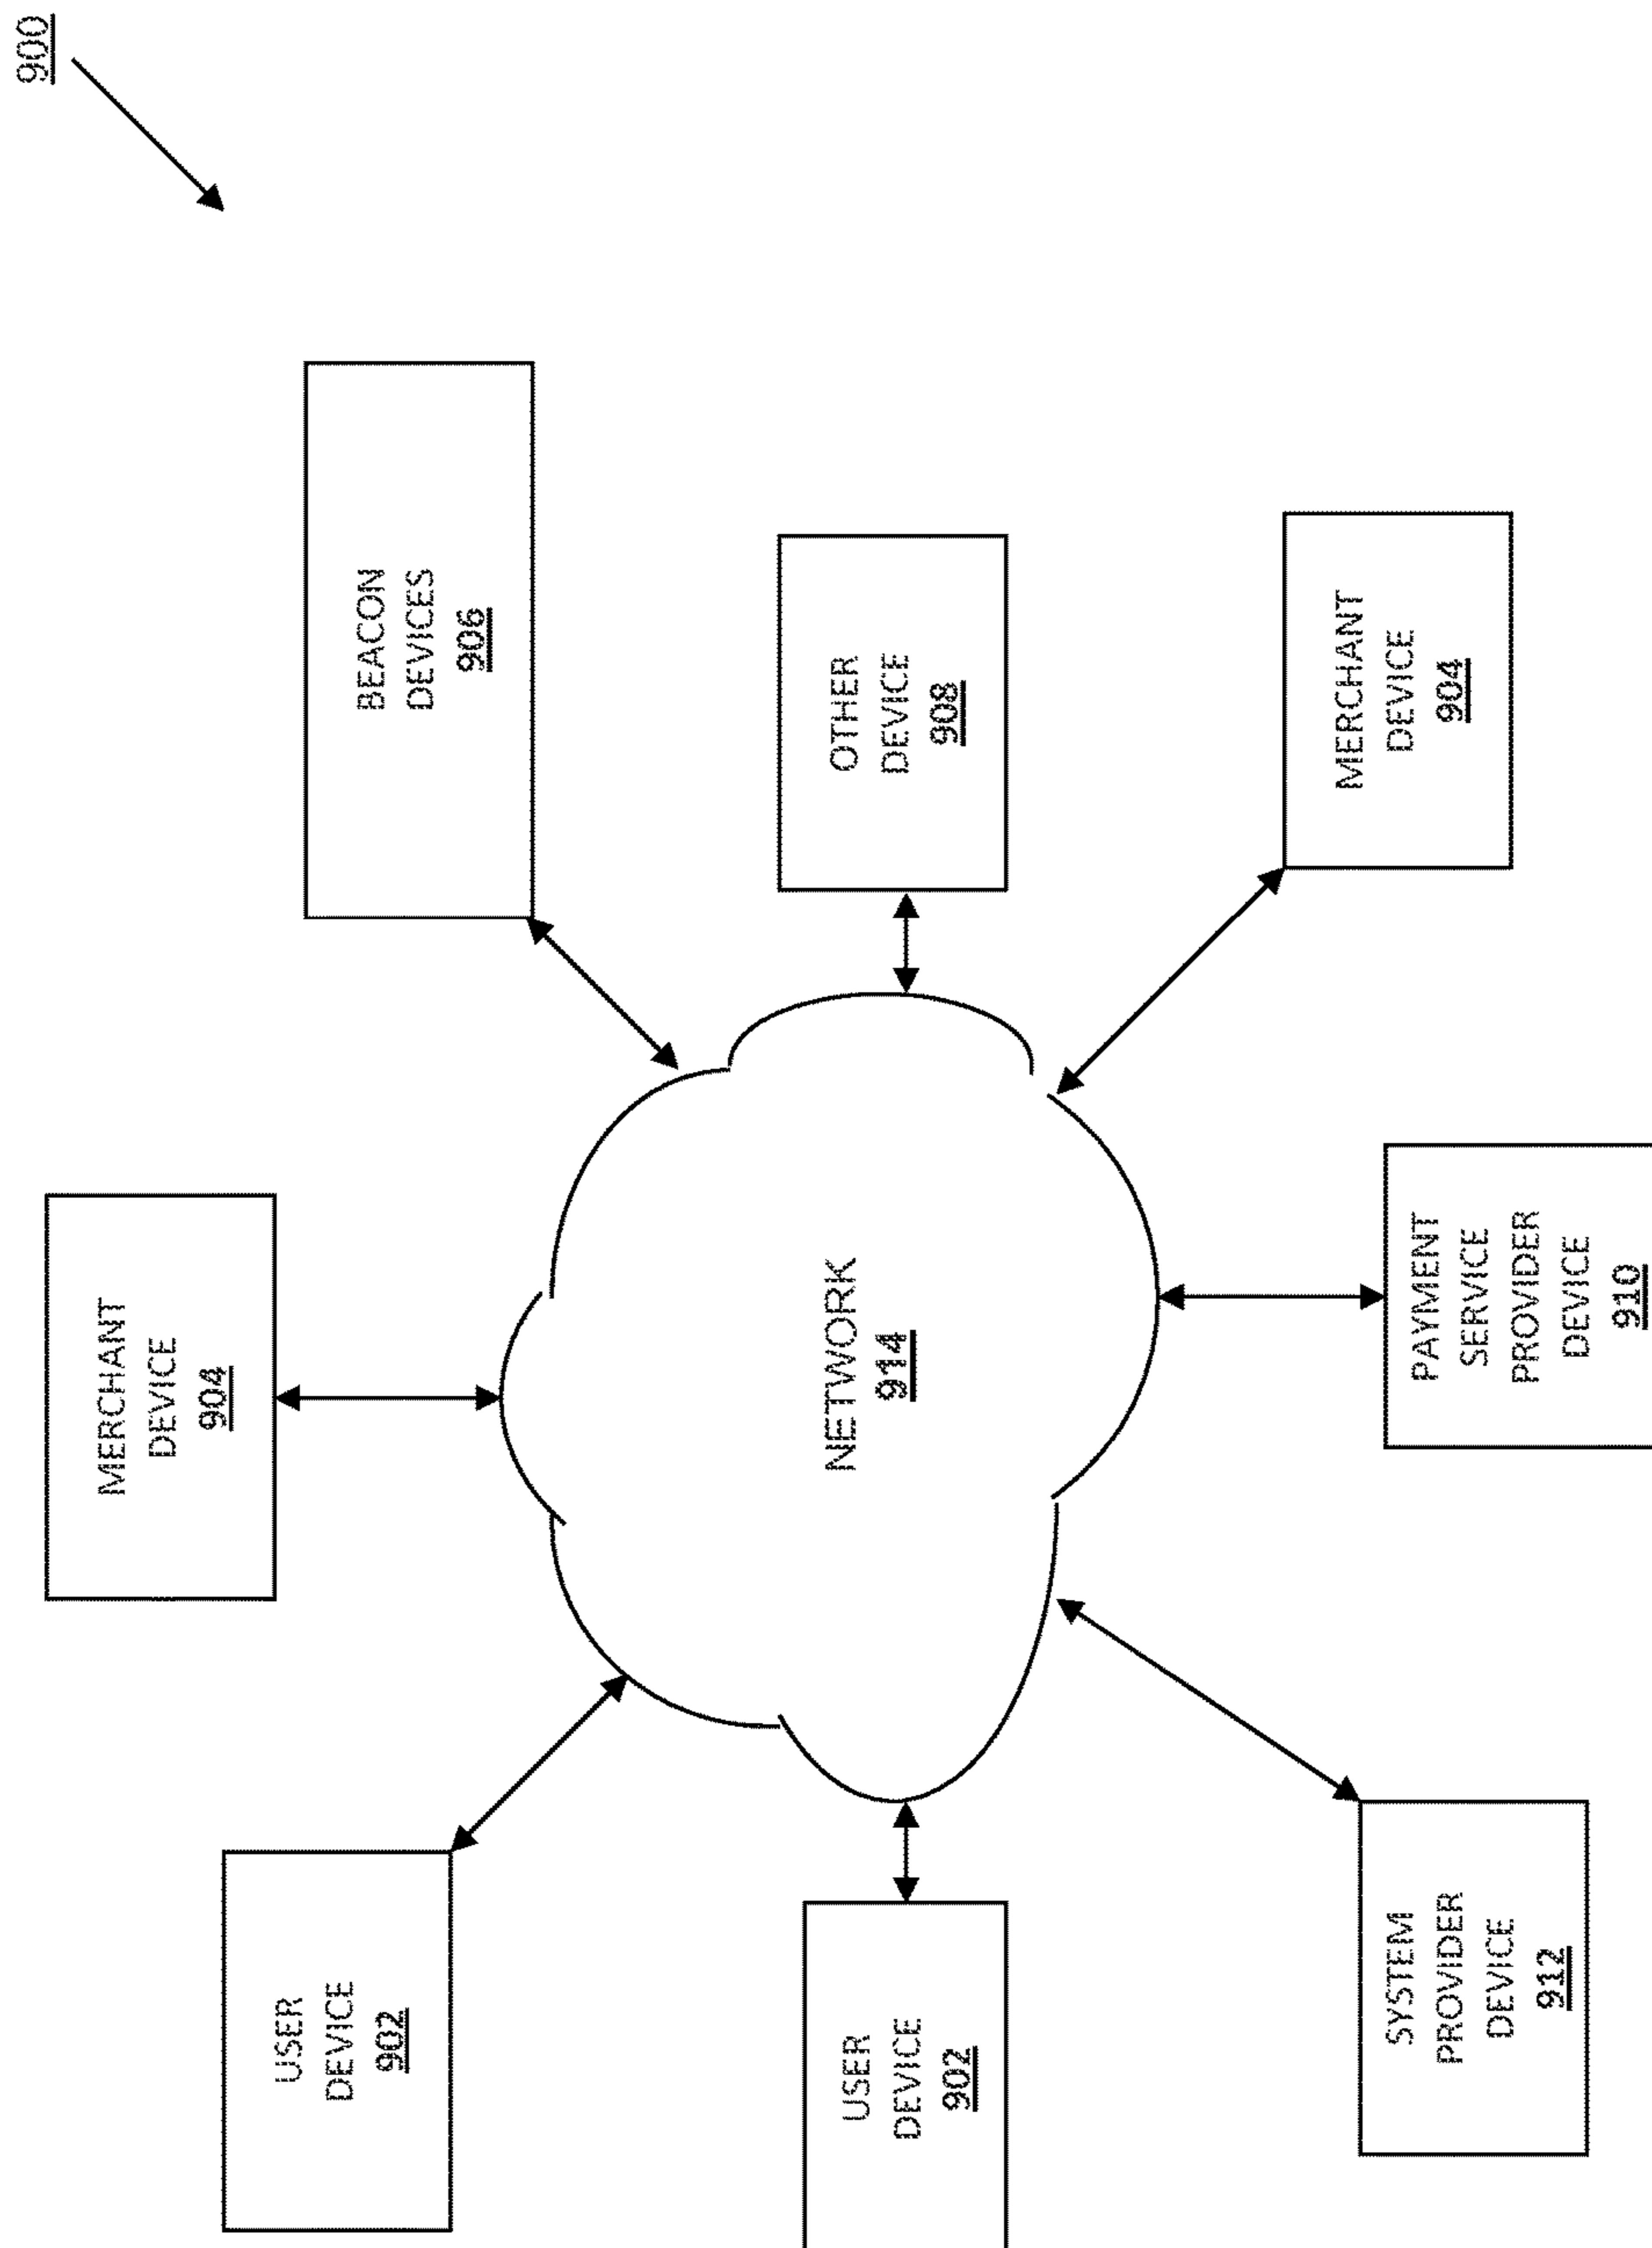 900
MERCHANT
DEVICE
904
USER
DEVICE
902
BEACON
DEVICES
906
USER
DEVICE
902
NETWORK
914
OTHER
DEVICE
908
SYSTEM
PROVIDER
DEVICE
912
PAYMENT
SERVICE
PROVIDER
DEVICE
910
MERCHANT
DEVICE
904